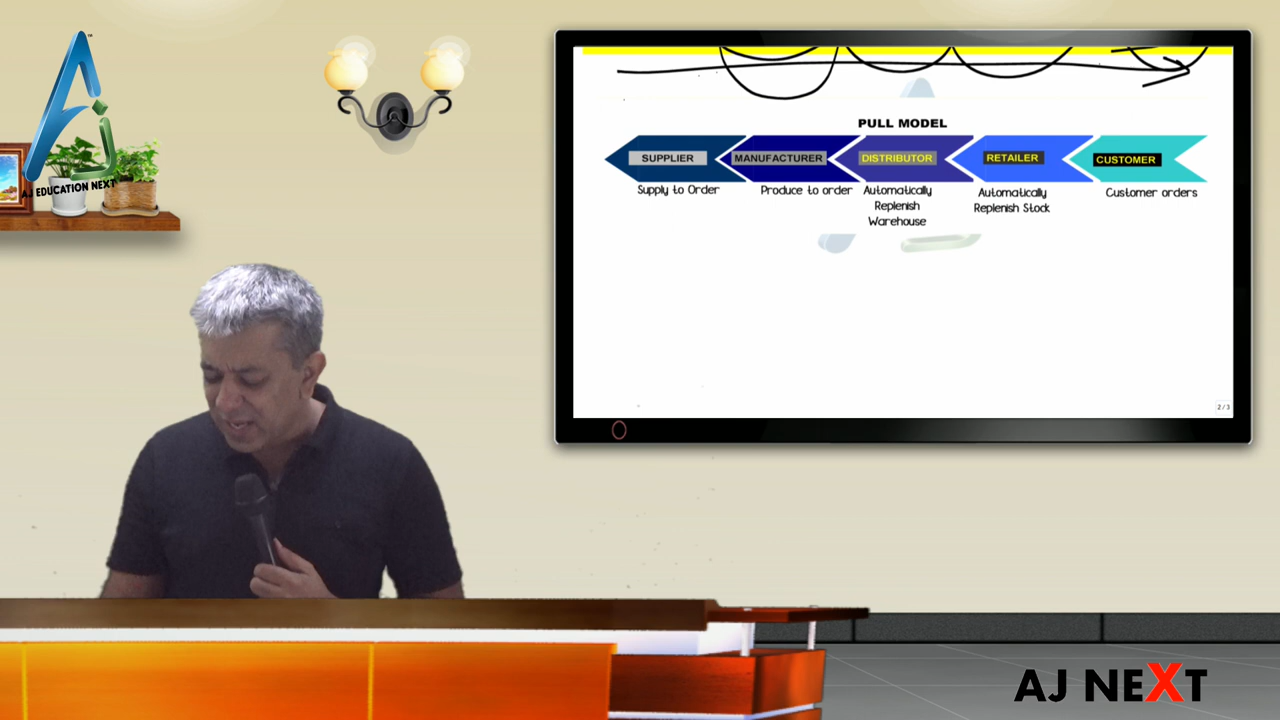 AJ EDUCATION NEXT
PULL MODEL
SUPPLIER
MANUFACTURER
DISTRIBUTOR
RETAILER
CUSTOMER
Supply to Order
Produce to order
Automatically
Replenish
Warehouse
Automatically
Replenish Stock
Customer orders
2 / 3
AJ NEXT